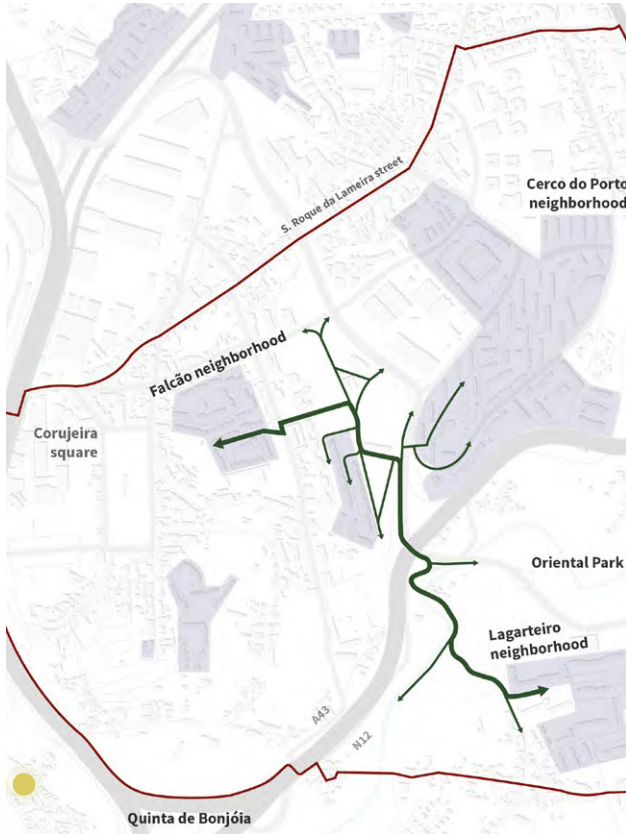 Cerco do Porto
neighborhood
S. Roque da Lameira street
Falcão neighborhood
Corujeira
square
Oriental Park
Lagarteiro
neighborhood
A43
N12
Quinta de Bonjóia